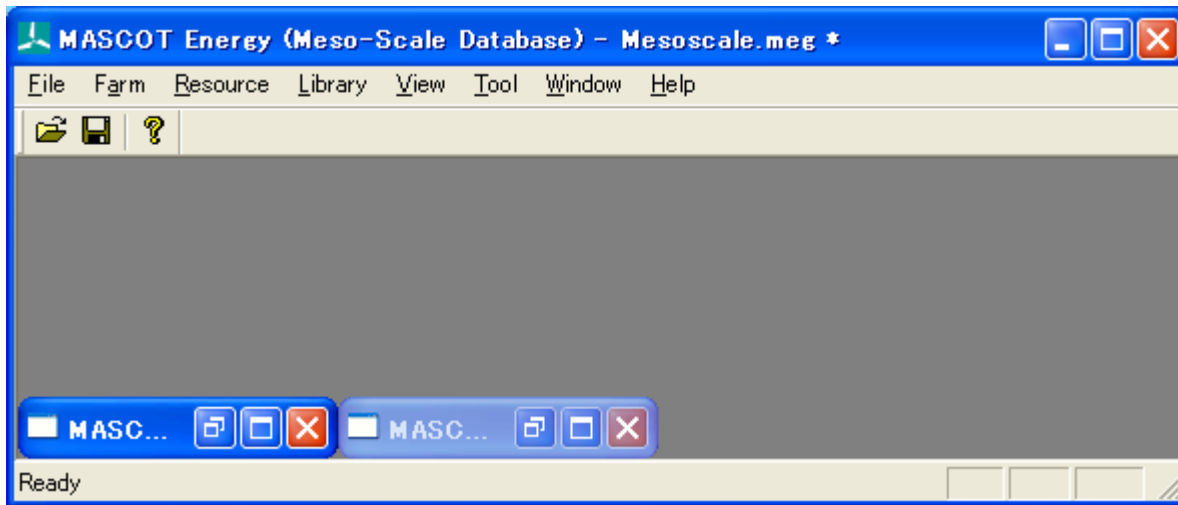 MASCOT Energy (Meso-Scale Database) - Mesoscale.meg *
File Farm Resource Library View Tool Window Help
MASC... MASC...
Ready